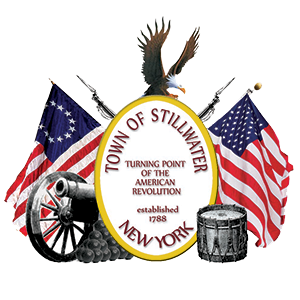 TOWN OF STILLWATER
TURNING POINT
OF THE
AMERICAN
REVOLUTION
established
1788
NEW YORK